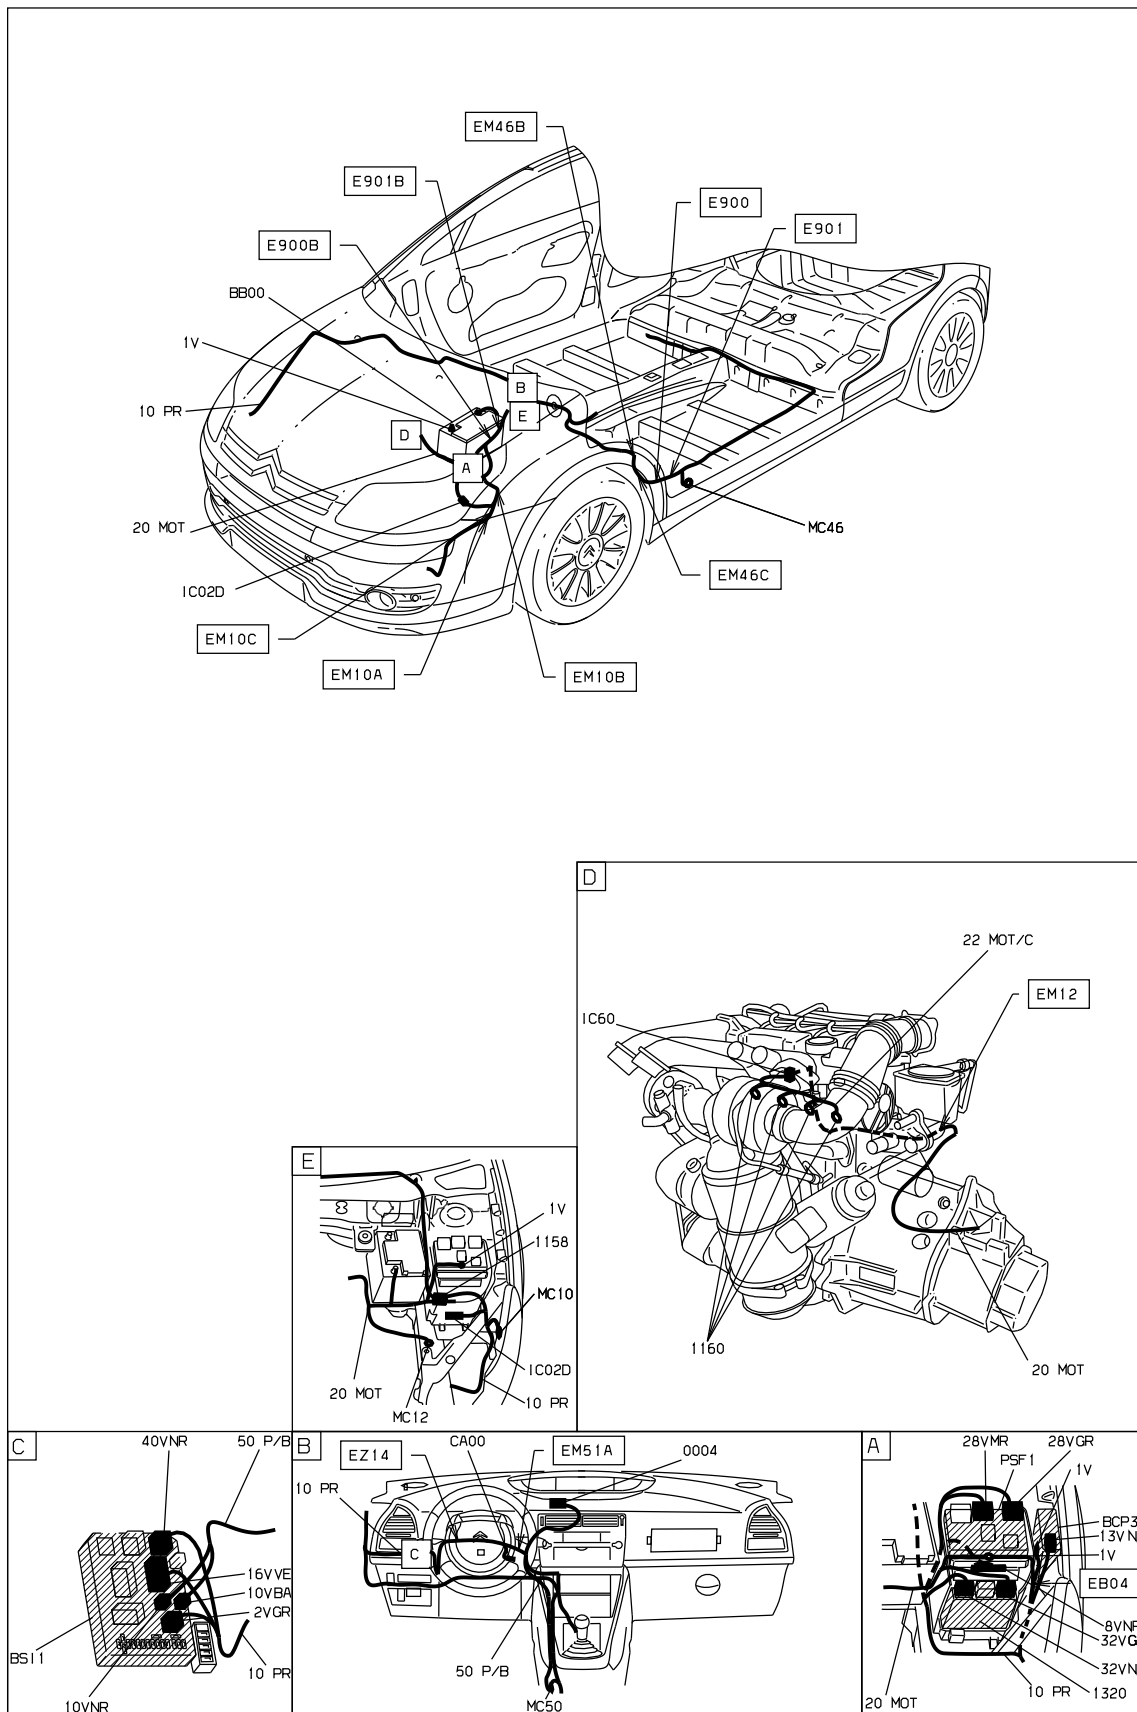 EM46B
E901B
E900
E901
E900B
BB00
1V
B
10 PR
E
D
A
20 MOT
MC46
IC02D
EM46C
EM10C
EM10A
EM10B
D
22 MOT/C
EM12
IC60
1160
20 MOT
E
1V
1158
MC10
IC02D
20 MOT
10 PR
MC12
C
40VNR
50 P/B
16VVE
10VBA
2VGR
BSI1
10 PR
10VNR
B
EZ14
CA00
EM51A
0004
10 PR
C
50 P/B
MC50
A
28VMR
28VGR
PSF1
1V
BCP3
13VN
1V
EB04
8VNR
32VG
32VN
10 PR
1320
20 MOT